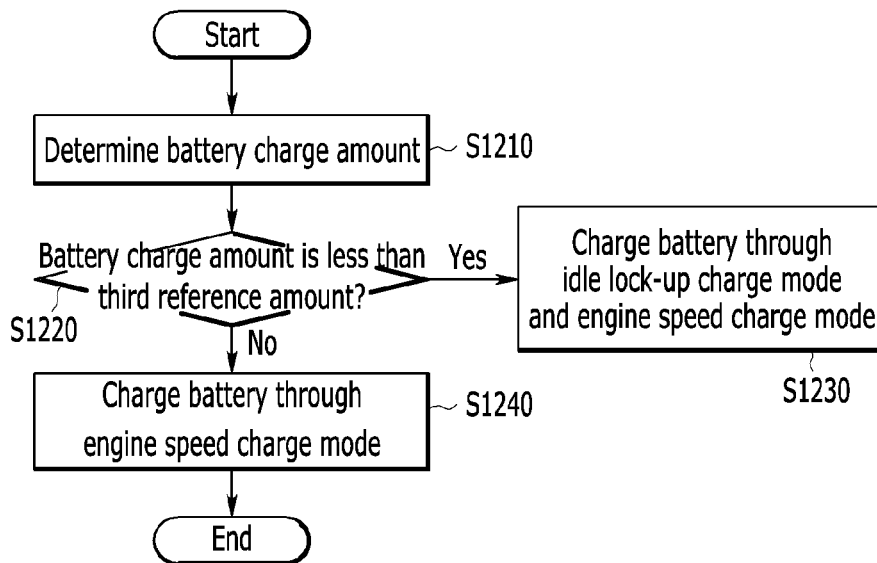 Start
Determine battery charge amount
S1210
Battery charge amount is less than
third reference amount?
S1220
Yes
Charge battery through
idle lock-up charge mode
and engine speed charge mode
S1230
No
Charge battery through
engine speed charge mode
S1240
End